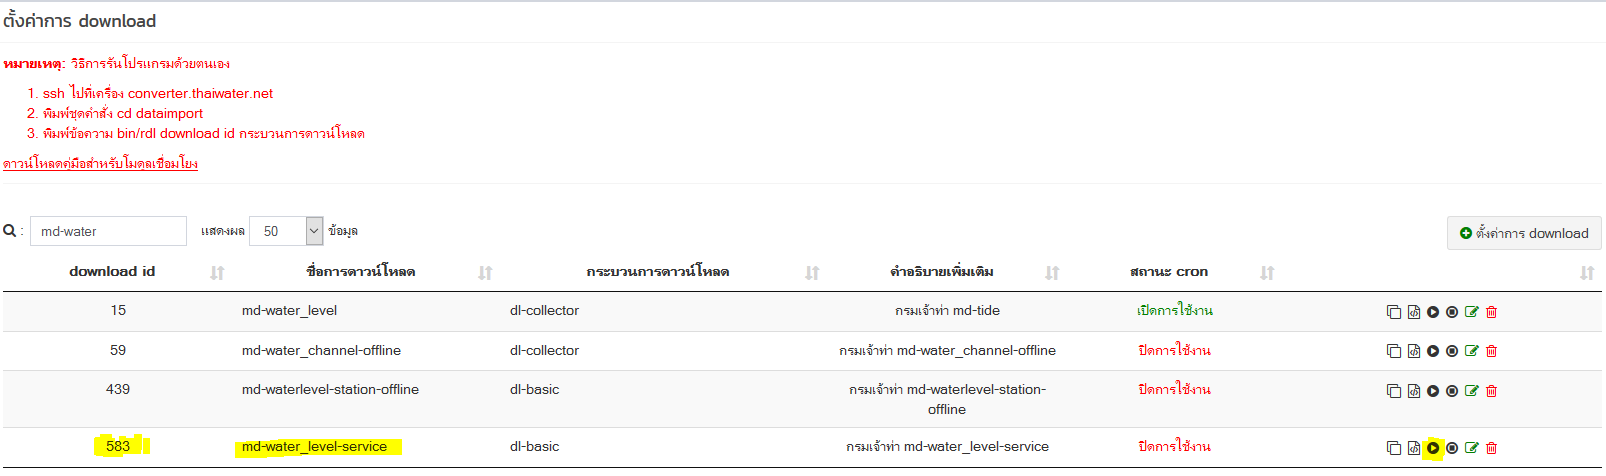 ตั้งค่าการ download
หมายเหตุ: วิธีการรันโปรแกรมด้วยตนเอง
1. ssh ไปที่เครื่อง converter.thaiwater.net
2. พิมพ์ชุดคำสั่ง cd dataimport
3. พิมพ์ข้อความ bin/rdl download id กระบวนการดาวน์โหลด
ดาวน์โหลดคู่มือสำหรับโมดูลเชื่อมโยง
: md-water แสดงผล 50 ข้อมูล ตั้งค่าการ download
download id ชื่อการดาวน์โหลด กระบวนการดาวน์โหลด คำอธิบายเพิ่มเติม สถานะ cron
15 md-water_level dl-collector กรมเจ้าท่า md-tide เปิดการใช้งาน
59 md-water_channel-offline dl-collector กรมเจ้าท่า md-water_channel-offline ปิดการใช้งาน
439 md-waterlevel-station-offline dl-basic กรมเจ้าท่า md-waterlevel-station- ปิดการใช้งาน
offline
583 md-water_level-service dl-basic กรมเจ้าท่า md-water_level-service ปิดการใช้งาน